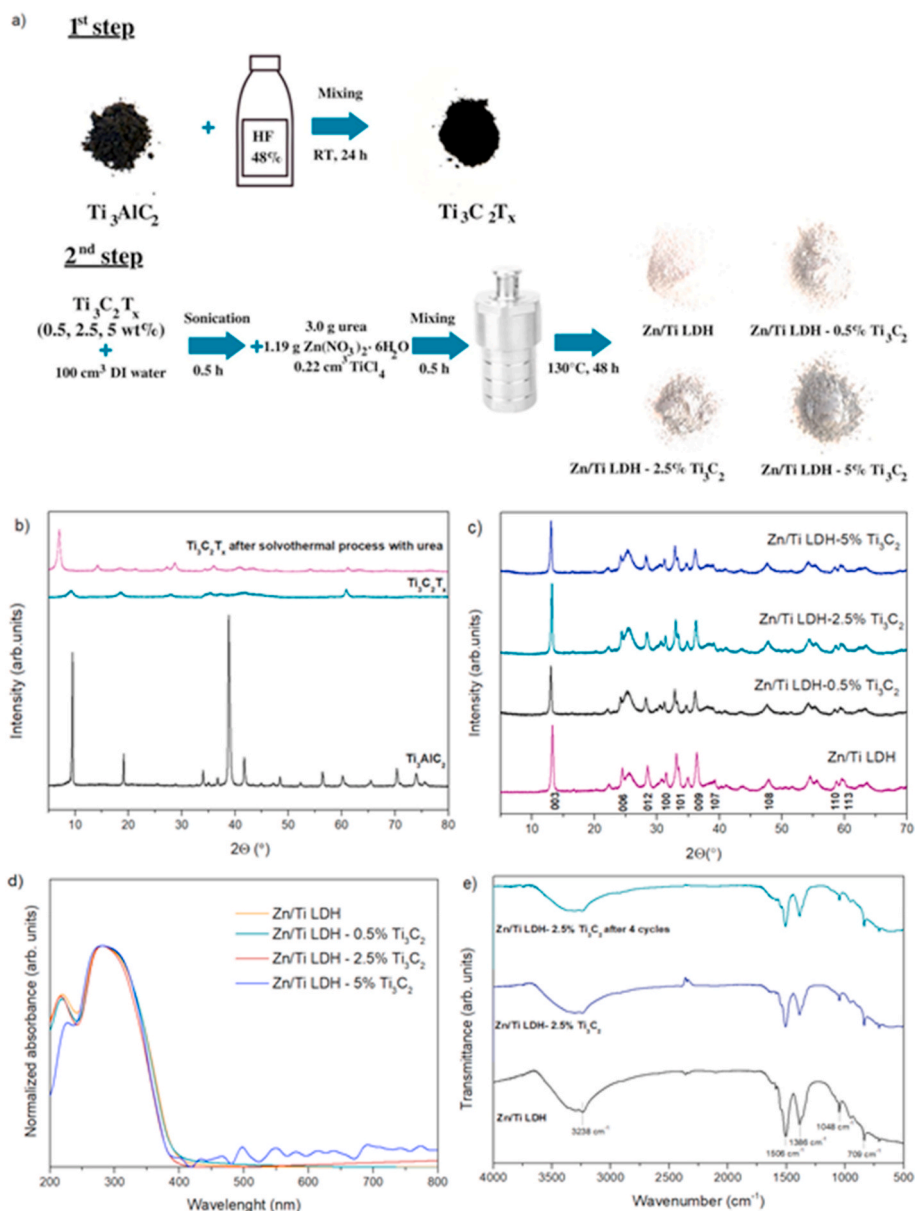 a)
1st step
+
HF
48%
Mixing
RT, 24 h
Ti₃AlC₂
Ti₃C₂Tₓ
2nd step
Ti₃C₂Tₓ
(0.5, 2.5, 5 wt%)
+
100 cm³ DI water
Sonication
0.5 h
+
3.0 g urea
1.19 g Zn(NO₃)₂· 6H₂O
0.22 cm³ TiCl₄
Mixing
0.5 h
130°C, 48 h
Zn/Ti LDH
Zn/Ti LDH - 0.5% Ti₃C₂
Zn/Ti LDH - 2.5% Ti₃C₂
Zn/Ti LDH - 5% Ti₃C₂
b)
Intensity (arb.units)
Ti₃C₂Tₓ after solvothermal process with urea
Ti₃C₂Tₓ
Ti₃AlC₂
10 20 30 40 50 60 70 80
2Θ (°)
c)
Intensity (arb.units)
Zn/Ti LDH-5% Ti₃C₂
Zn/Ti LDH-2.5% Ti₃C₂
Zn/Ti LDH-0.5% Ti₃C₂
Zn/Ti LDH
003 006 012 100 101 009 107 108 110 113
10 20 30 40 50 60 70
2Θ(°)
d)
Normalized absorbance (arb. units)
Zn/Ti LDH
Zn/Ti LDH - 0.5% Ti₃C₂
Zn/Ti LDH - 2.5% Ti₃C₂
Zn/Ti LDH - 5% Ti₃C₂
200 300 400 500 600 700 800
Wavelenght (nm)
e)
Transmittance (arb. units)
Zn/Ti LDH- 2.5% Ti₃C₂ after 4 cycles
Zn/Ti LDH- 2.5% Ti₃C₂
Zn/Ti LDH
3238 cm⁻¹
1506 cm⁻¹
1386 cm⁻¹
1048 cm⁻¹
709 cm⁻¹
4000 3500 3000 2500 2000 1500 1000 500
Wavenumber (cm⁻¹)